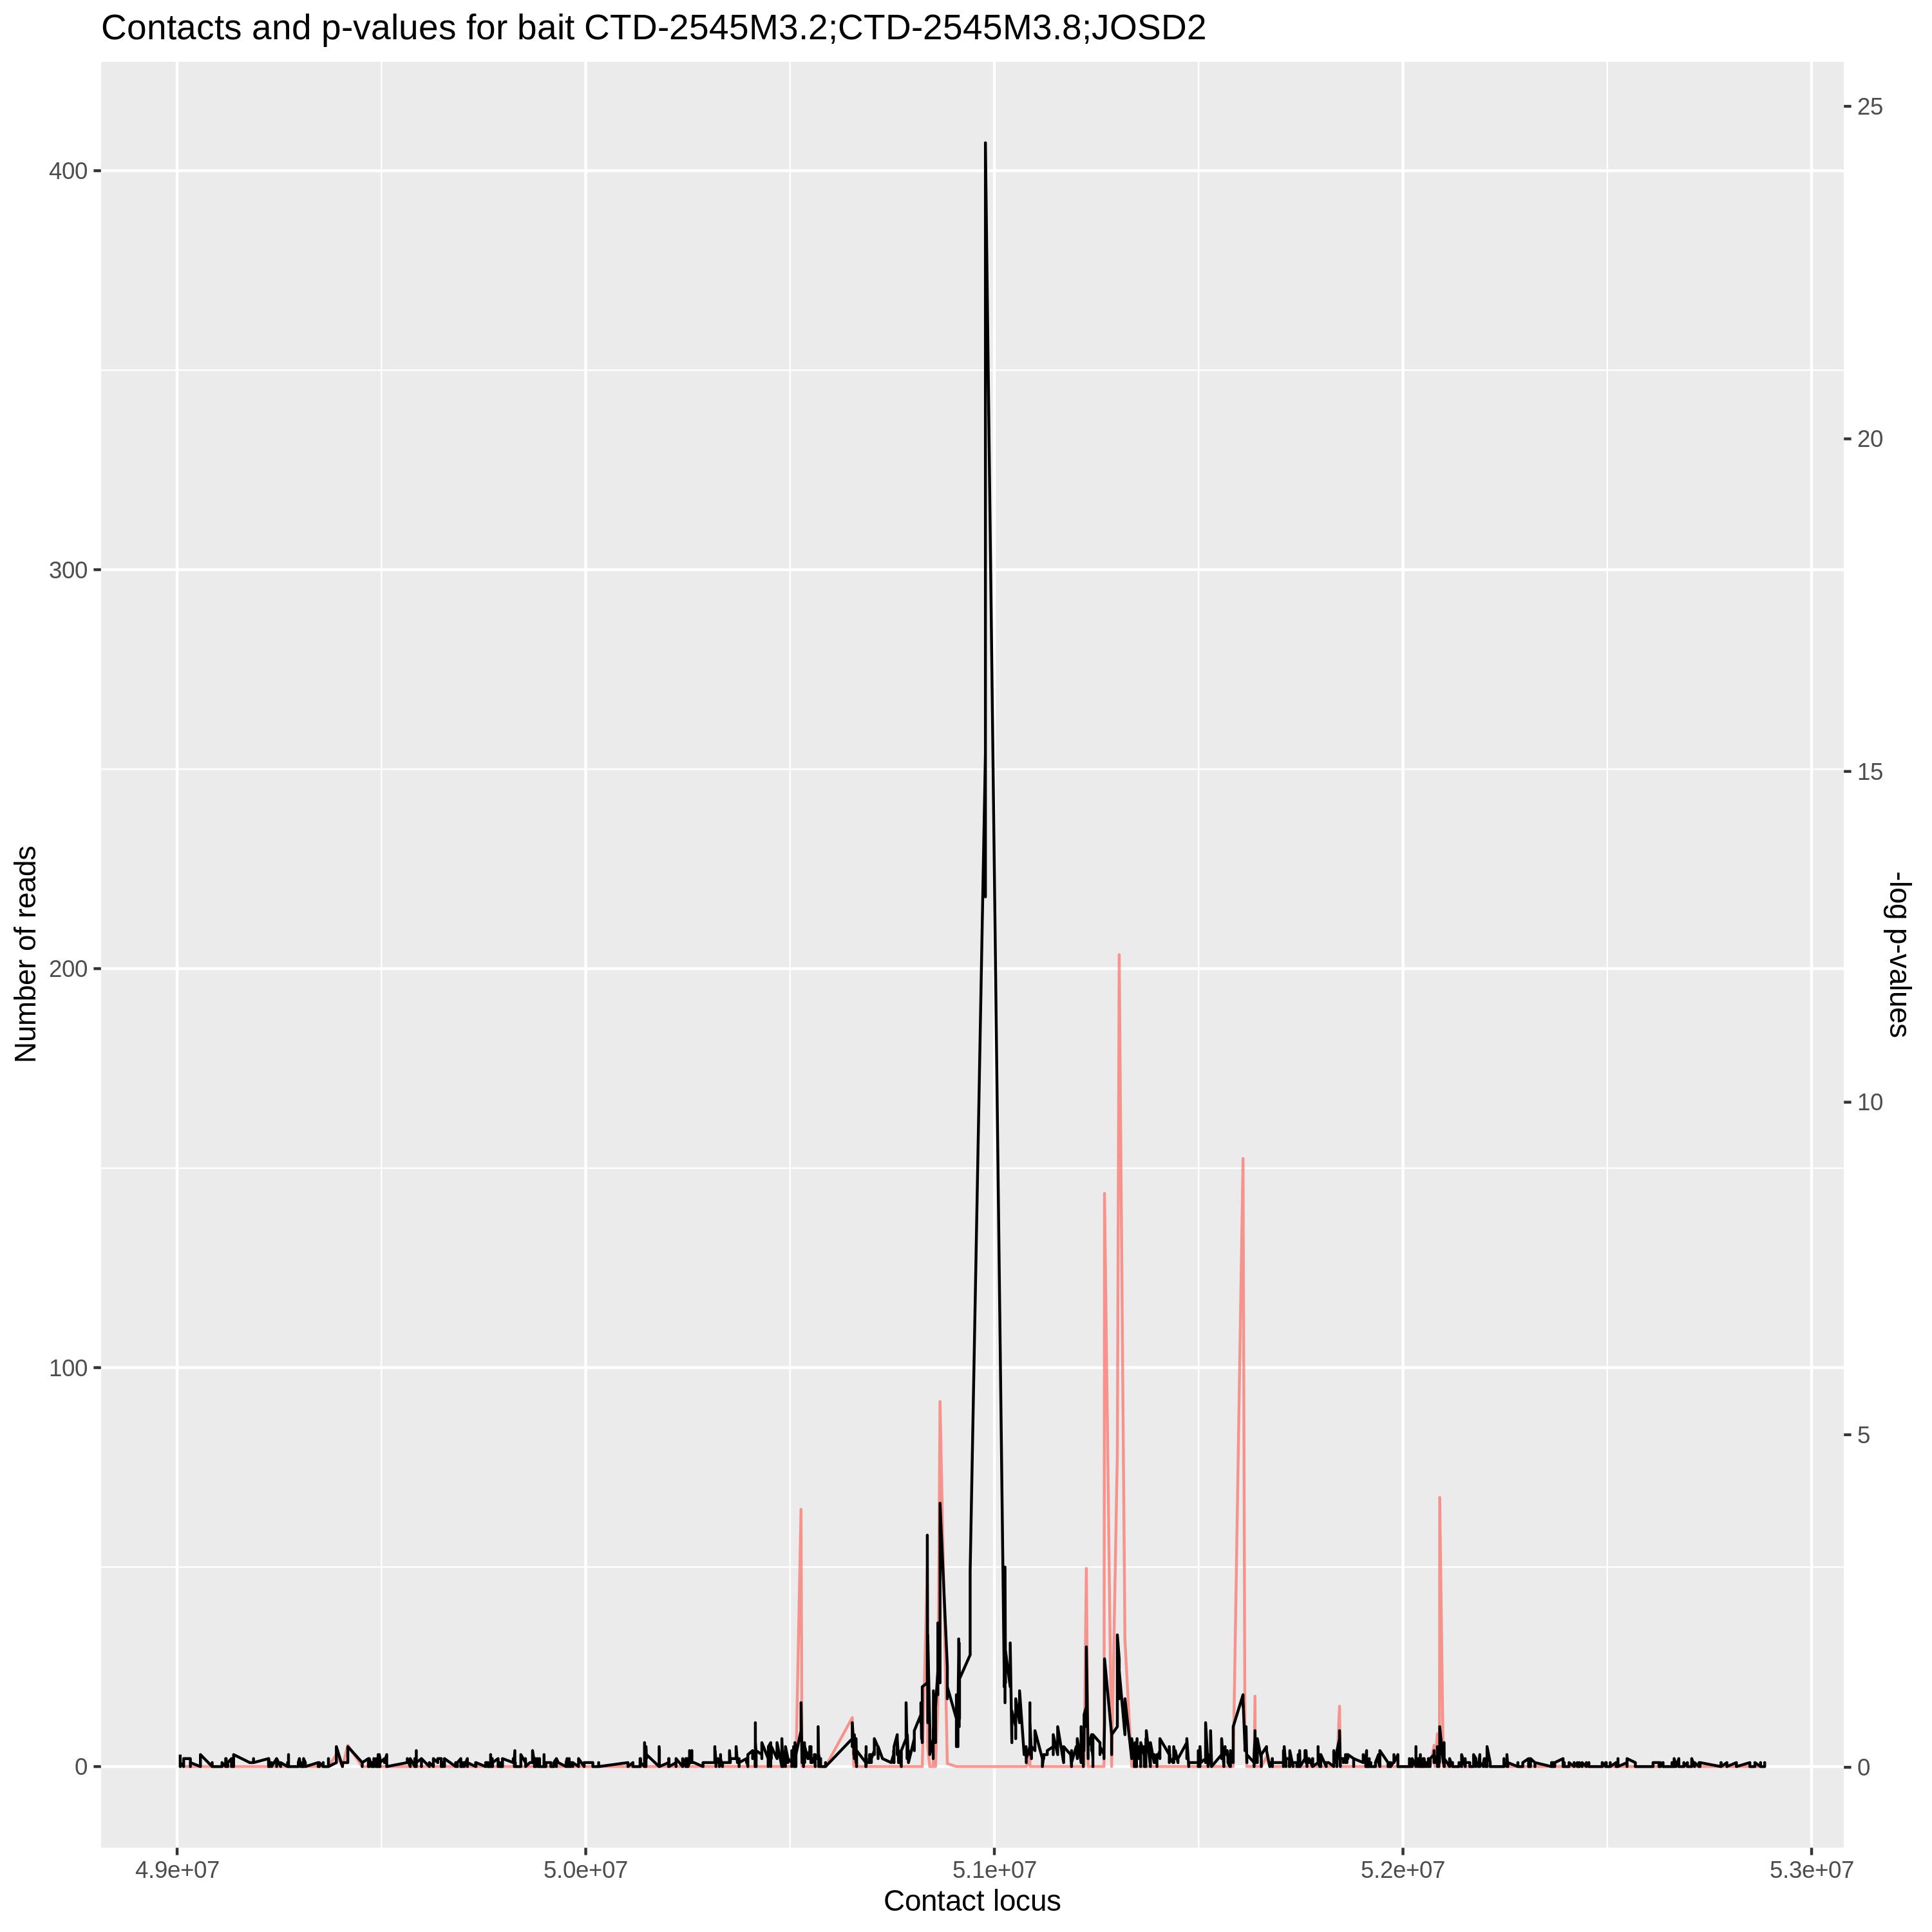 Contacts and p-values for bait CTD-2545M3.2;CTD-2545M3.8;JOSD2
400
300
200
100
0
Number of reads
25
20
15
10
5
0
-log p-values
4.9e+07
5.0e+07
5.1e+07
5.2e+07
5.3e+07
Contact locus